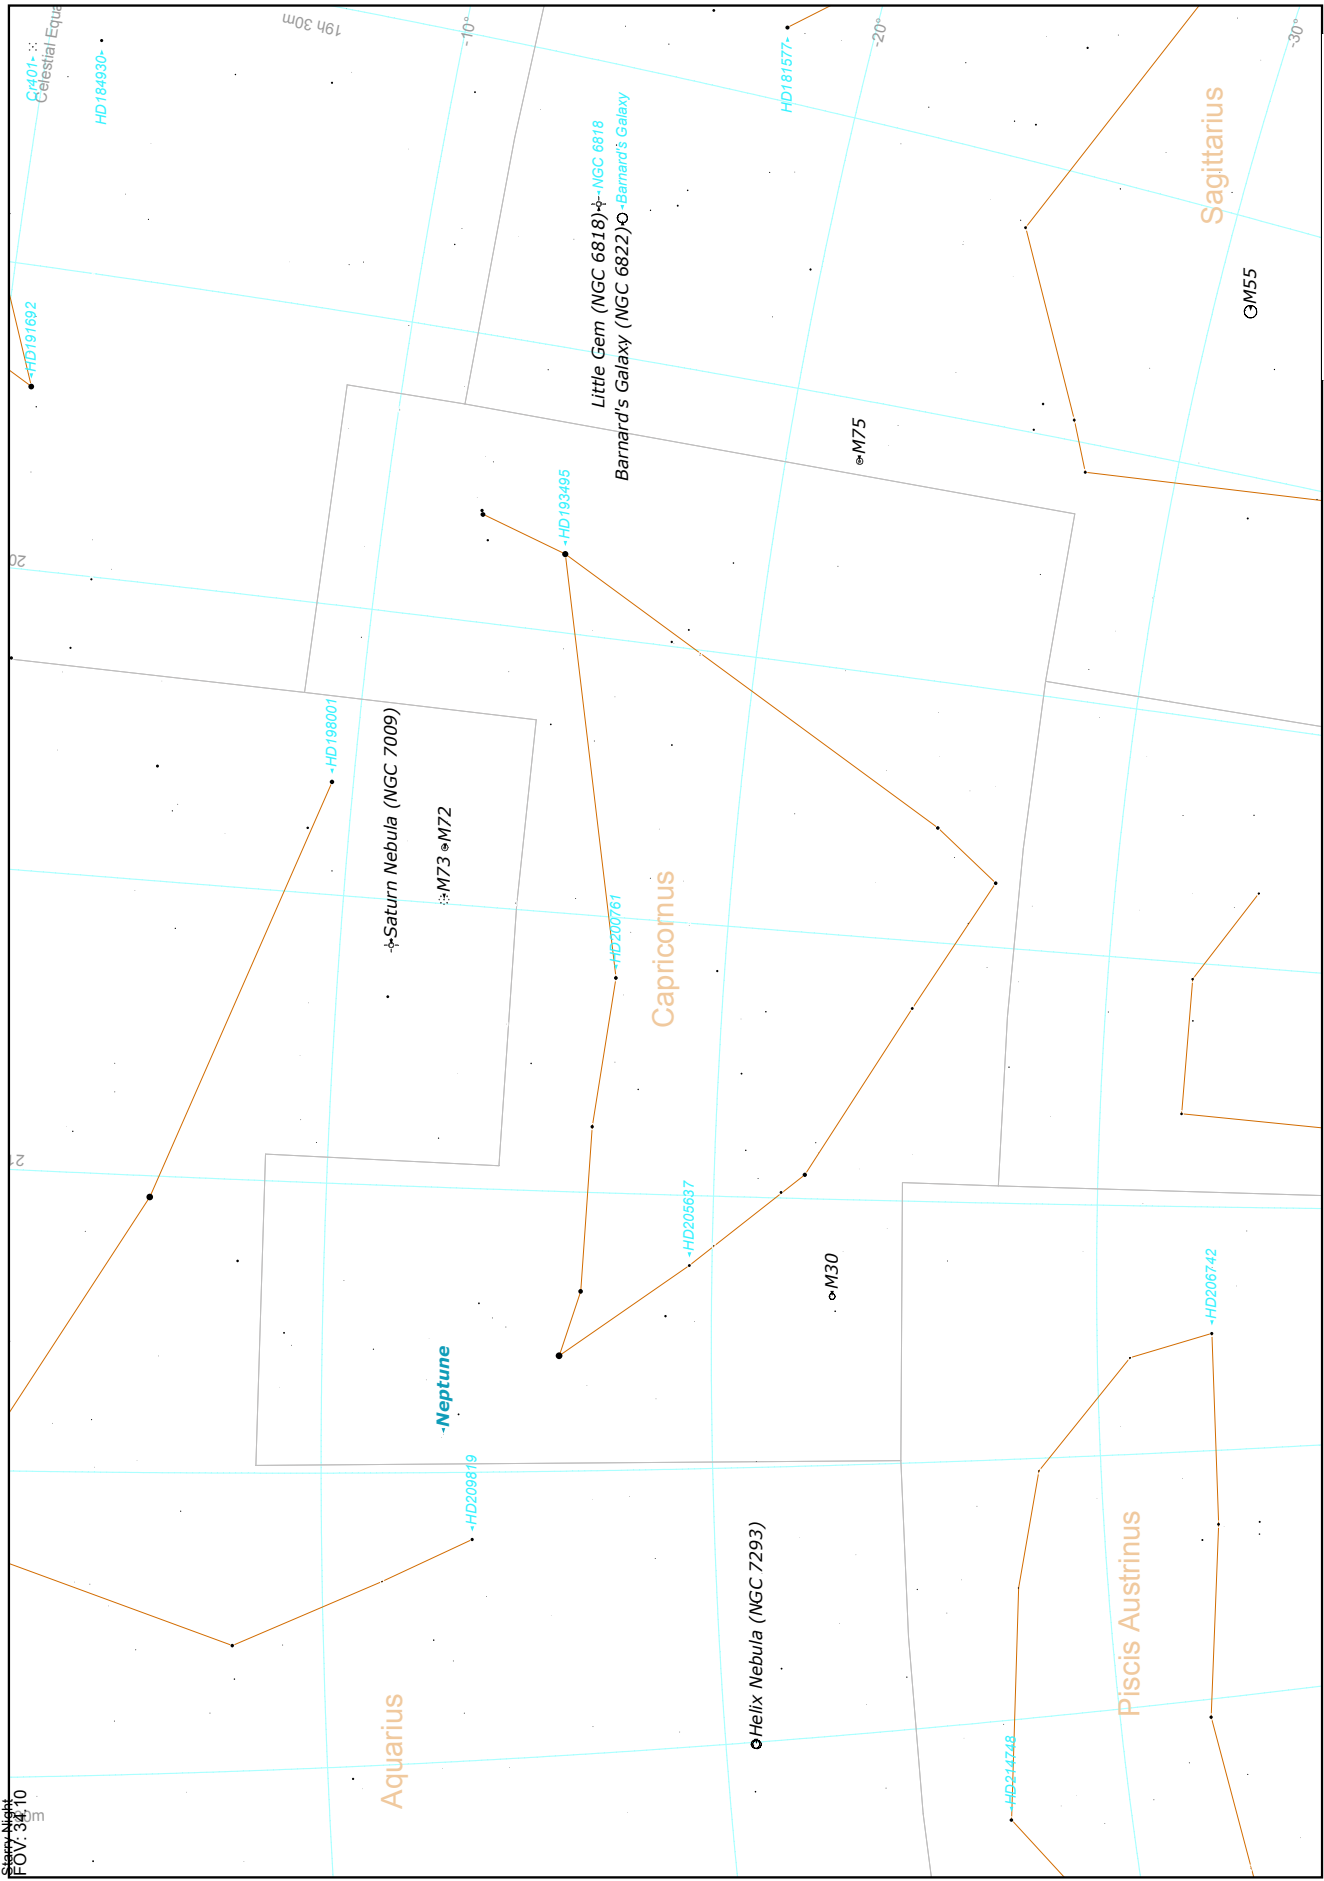 Celestial Equa
Cr401
HD184930
19h 30m
-10°
HD181577
-20°
-30°
Sagittarius
NGC 6818
Barnard's Galaxy
Little Gem (NGC 6818)
Barnard's Galaxy (NGC 6822)
M55
HD191692
M75
HD193495
20
HD198001
Saturn Nebula (NGC 7009)
M73
M72
HD200761
Capricornus
21
HD205637
M30
HD206742
Neptune
HD209819
Helix Nebula (NGC 7293)
Piscis Austrinus
Aquarius
HD214748
Starry Night
FOV: 34:10